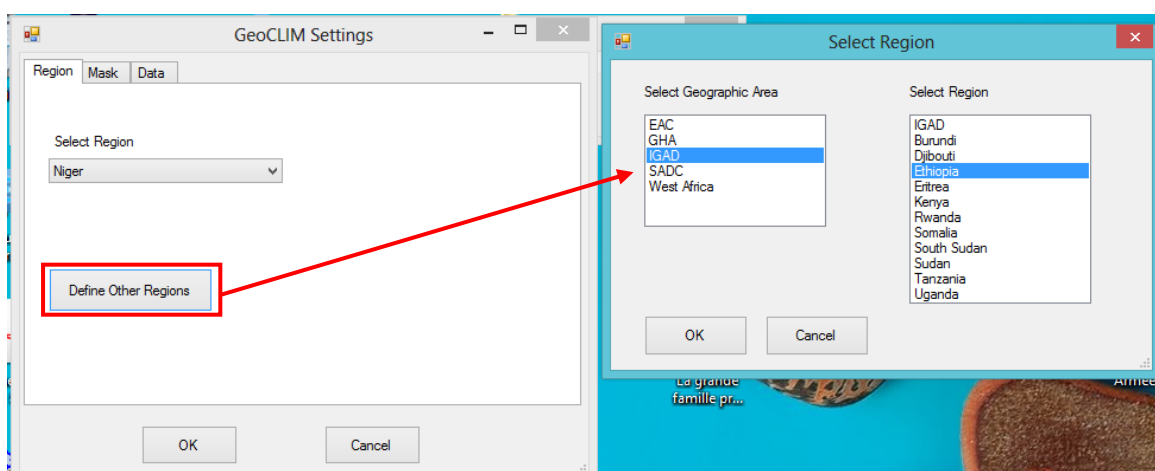 GeoCLIM Settings
Region Mask Data
Select Region
Niger
Define Other Regions
OK Cancel
Select Region
Select Geographic Area
EAC
GHA
IGAD
SADC
West Africa
Select Region
IGAD
Burundi
Djibouti
Ethiopia
Eritrea
Kenya
Rwanda
Somalia
South Sudan
Sudan
Tanzania
Uganda
OK Cancel
La grande
famille pr...